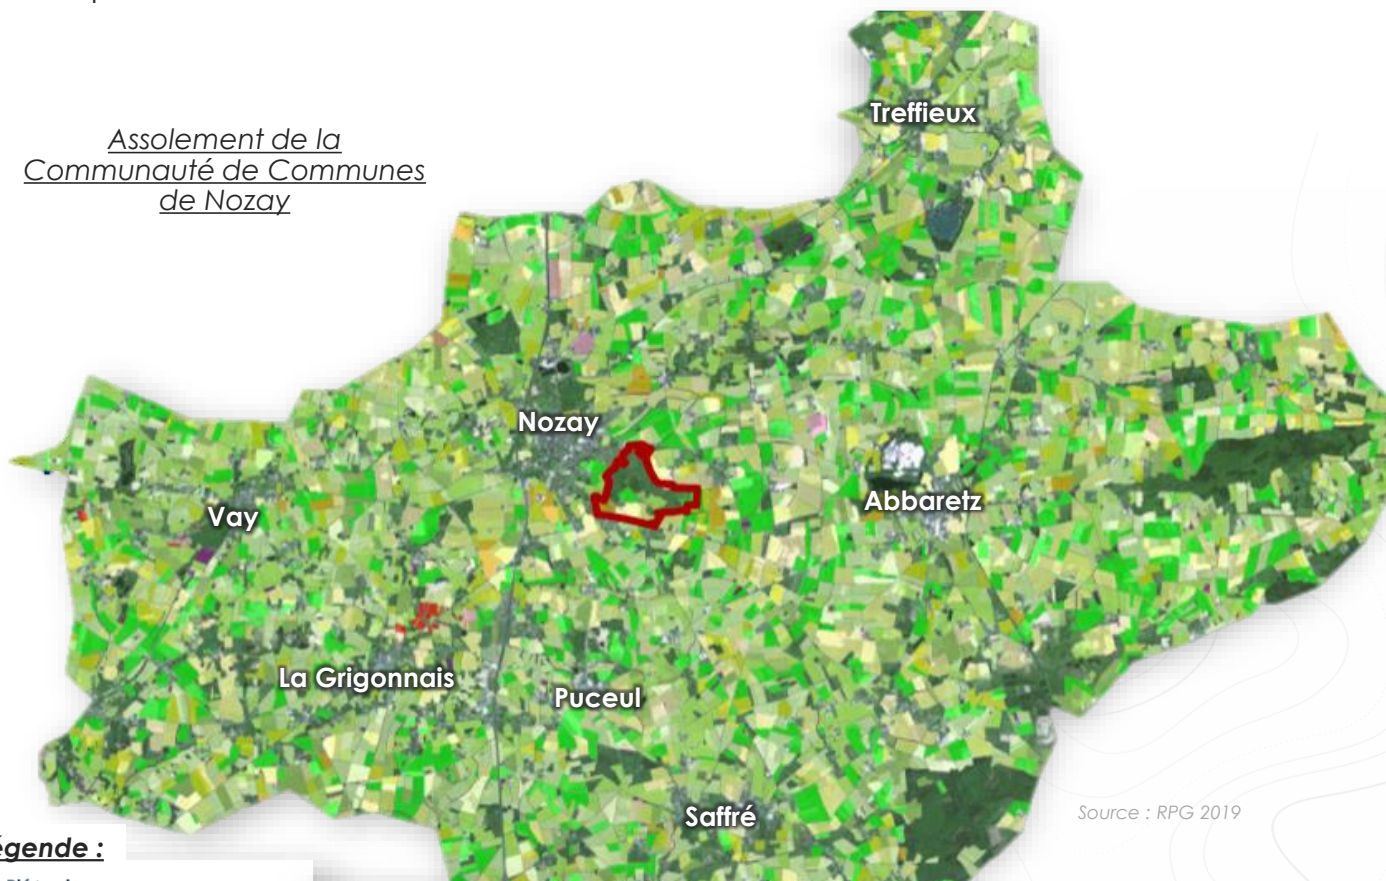 Assolement de la
Communauté de Communes
de Nozay
Treffieux
Nozay
Vay
Abbaretz
La Grigonnais
Puceul
Saffré
Source : RPG 2019
égende :